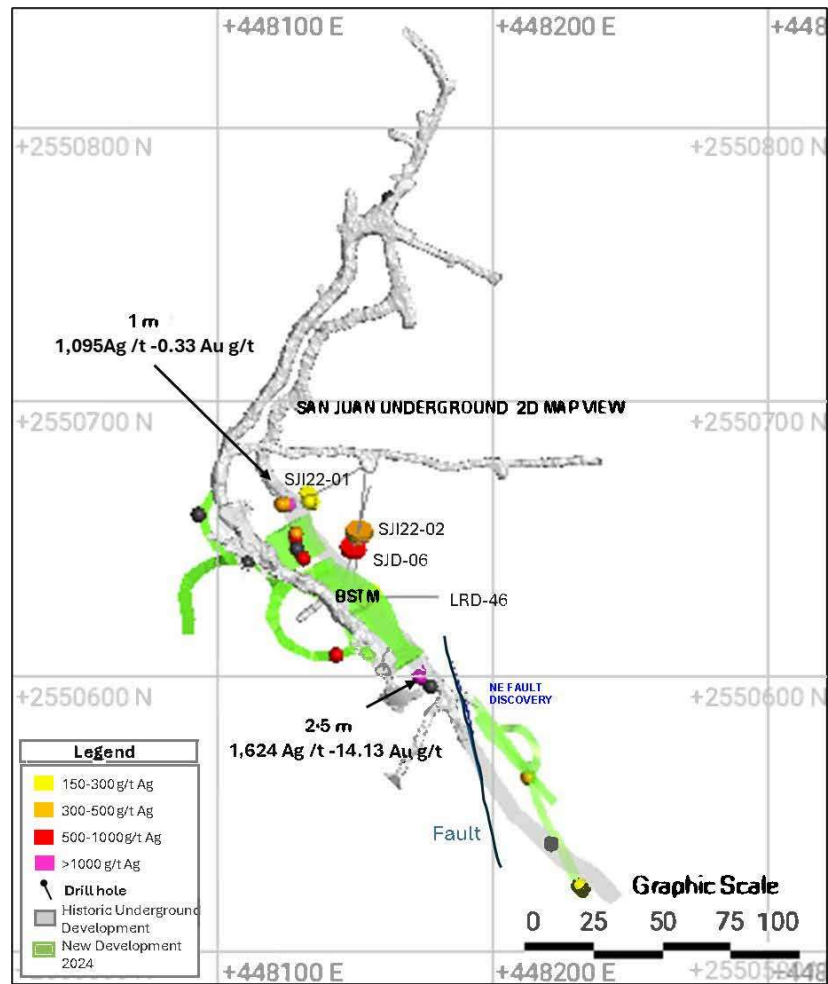 +448100 E
+448200 E
+448
+2550800 N
+2550800 N
1 m
1,095Ag /t -0.33 Au g/t
SAN JUAN UNDERGROUND 2D MAP VIEW
+2550700 N
+2550700 N
SJI22-01
SJI22-02
SJD-06
BSTM
LRD-46
+2550600 N
+2550600 N
NE FAULT
DISCOVERY
2.5 m
1,624 Ag /t -14.13 Au g/t
Legend
150-300 g/t Ag
300-500 g/t Ag
500-1000 g/t Ag
>1000 g/t Ag
Drill hole
Historic Underground
Development
New Development
2024
Fault
Graphic Scale
0 25 50 75 100
+448100 E
+448200 E
+448